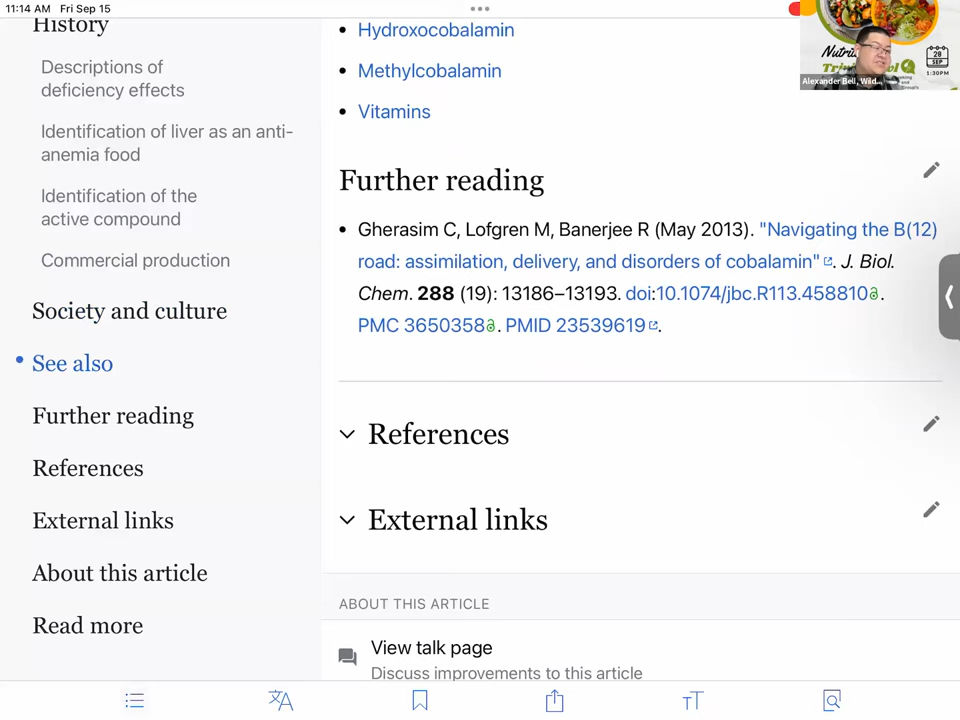 11:14 AM Fri Sep 15
History
Descriptions of
deficiency effects
Identification of liver as an anti-
anemia food
Identification of the
active compound
Commercial production
Society and culture
See also
Further reading
References
External links
About this article
Read more
Hydroxocobalamin
Methylcobalamin
Vitamins
Further reading
Gherasim C, Lofgren M, Banerjee R (May 2013). "Navigating the B(12)
road: assimilation, delivery, and disorders of cobalamin". J. Biol.
Chem. 288 (19): 13186–13193. doi:10.1074/jbc.R113.458810.
PMC 3650358. PMID 23539619.
References
External links
ABOUT THIS ARTICLE
View talk page
Discuss improvements to this article
28
SEP
1:30PM
Alexander Bell, Wild...